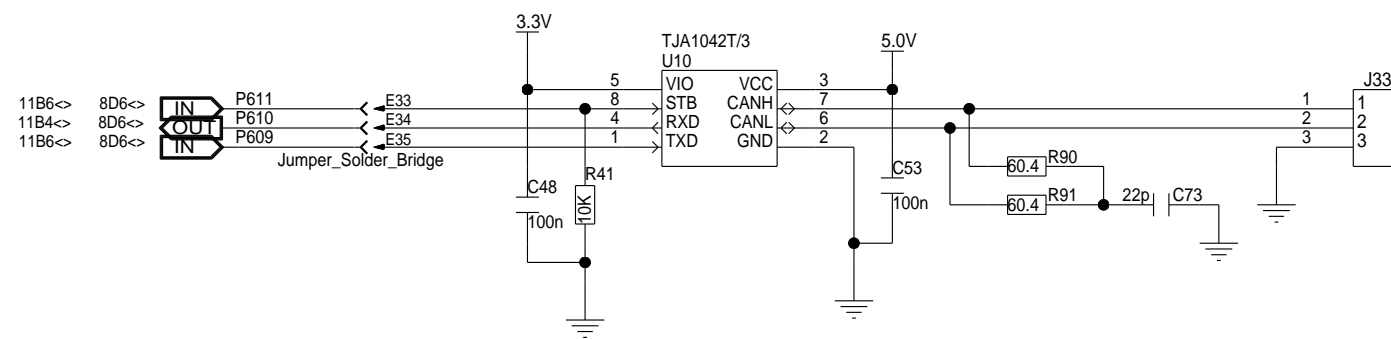 3.3V
TJA1042T/3
U10
5.0V
J33
5 VIO VCC 3
11B6<> 8D6<> IN P611 E33 8 STB CANH 7 1 1
11B4<> 8D6<> OUT P610 E34 4 RXD CANL 6 2 2
11B6<> 8D6<> IN P609 E35 1 TXD GND 2 3 3
Jumper_Solder_Bridge
C48
100n
R41
10K
C53
100n
60.4 R90
60.4 R91
22p C73